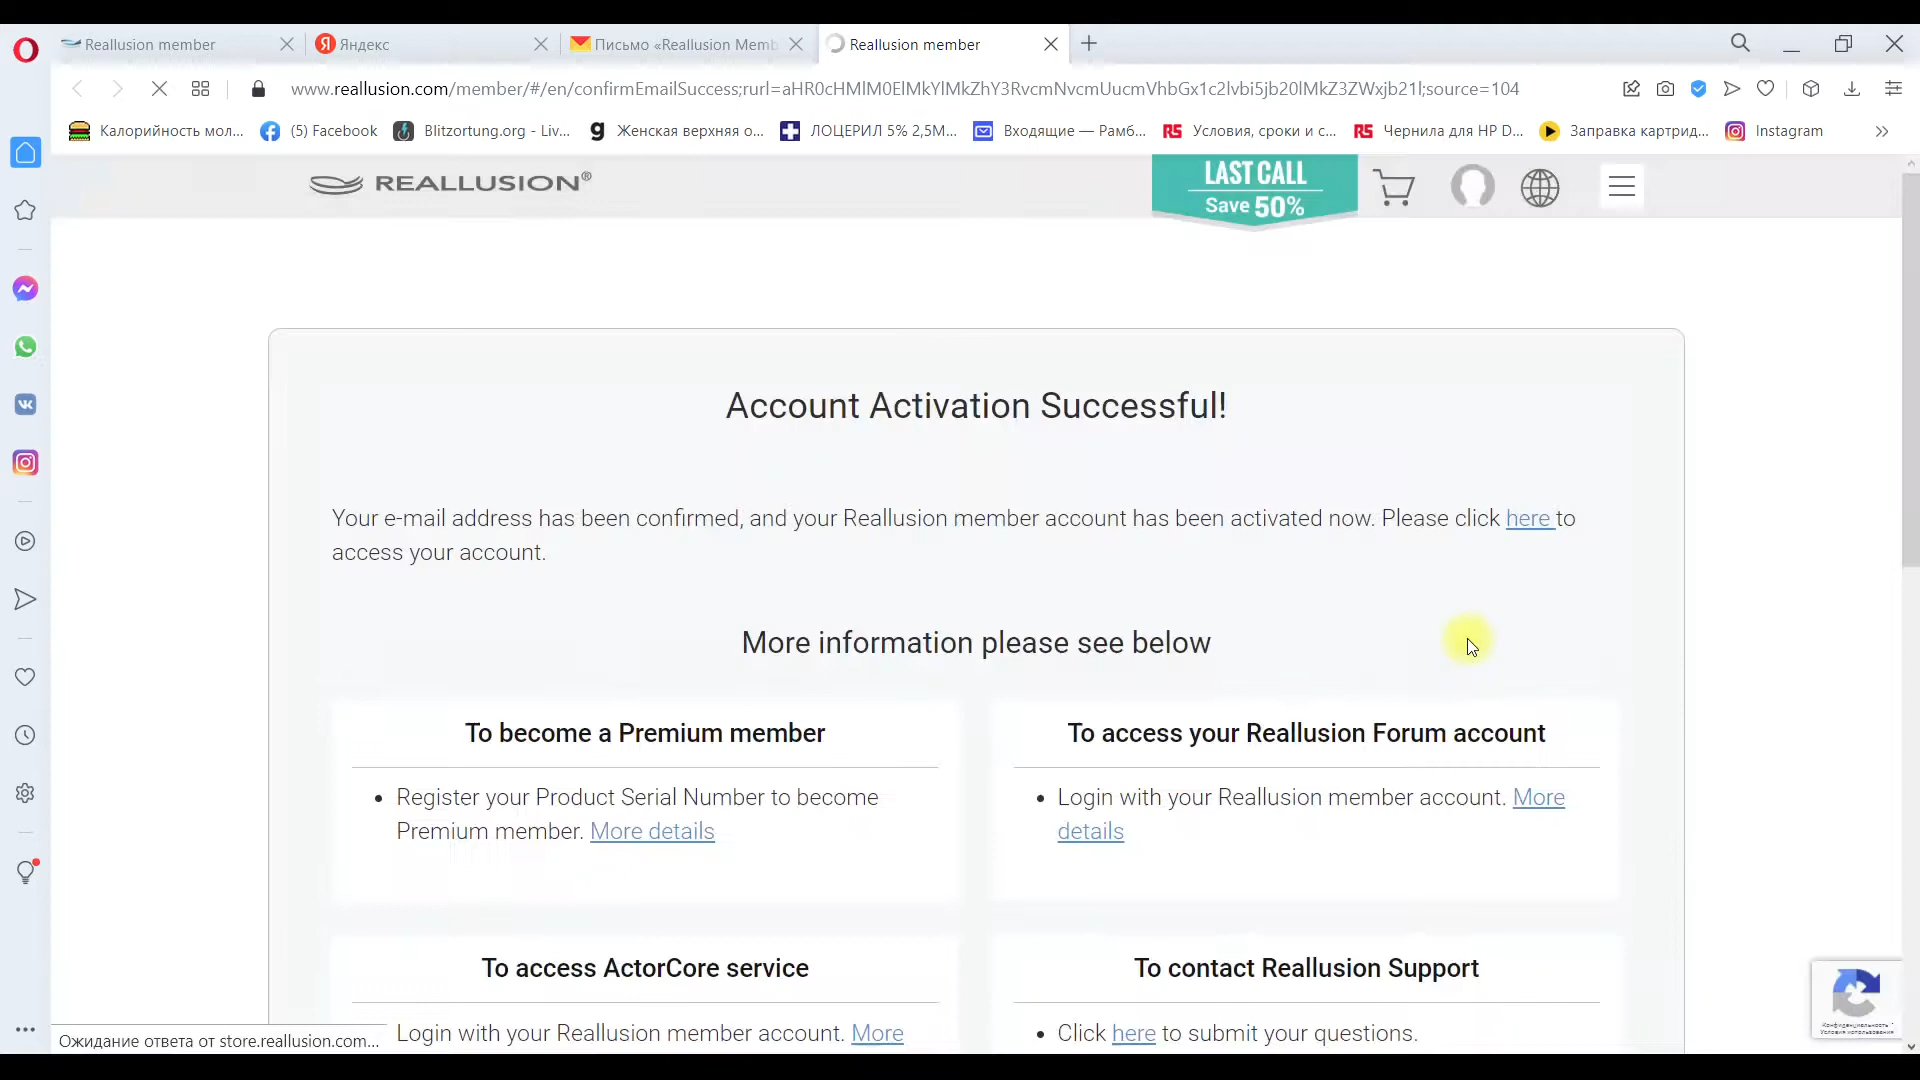 Reallusion member
Яндекс
Письмо «Reallusion Memb
Reallusion member
www.reallusion.com/member/#/en/confirmEmailSuccess;rurl=aHR0cHMlM0ElMkYlMkZhY3RvcmNvcmUucmVhbGx1c2lvbi5jb20lMkZ3ZWxjb21l;source=104
Калорийность мол...
(5) Facebook
Blitzortung.org - Liv...
Женская верхняя о...
ЛОЦЕРИЛ 5% 2,5М...
Входящие — Рамб...
Условия, сроки и с...
Чернила для HP D...
Заправка картрид...
Instagram
REALLUSION®
LAST CALL
Save 50%
Account Activation Successful!
Your e-mail address has been confirmed, and your Reallusion member account has been activated now. Please click here to
access your account.
More information please see below
To become a Premium member
• Register your Product Serial Number to become
Premium member. More details
To access your Reallusion Forum account
• Login with your Reallusion member account. More
details
To access ActorCore service
Login with your Reallusion member account. More
To contact Reallusion Support
• Click here to submit your questions.
Конфиденциальность -
Условия использования
Ожидание ответа от store.reallusion.com...